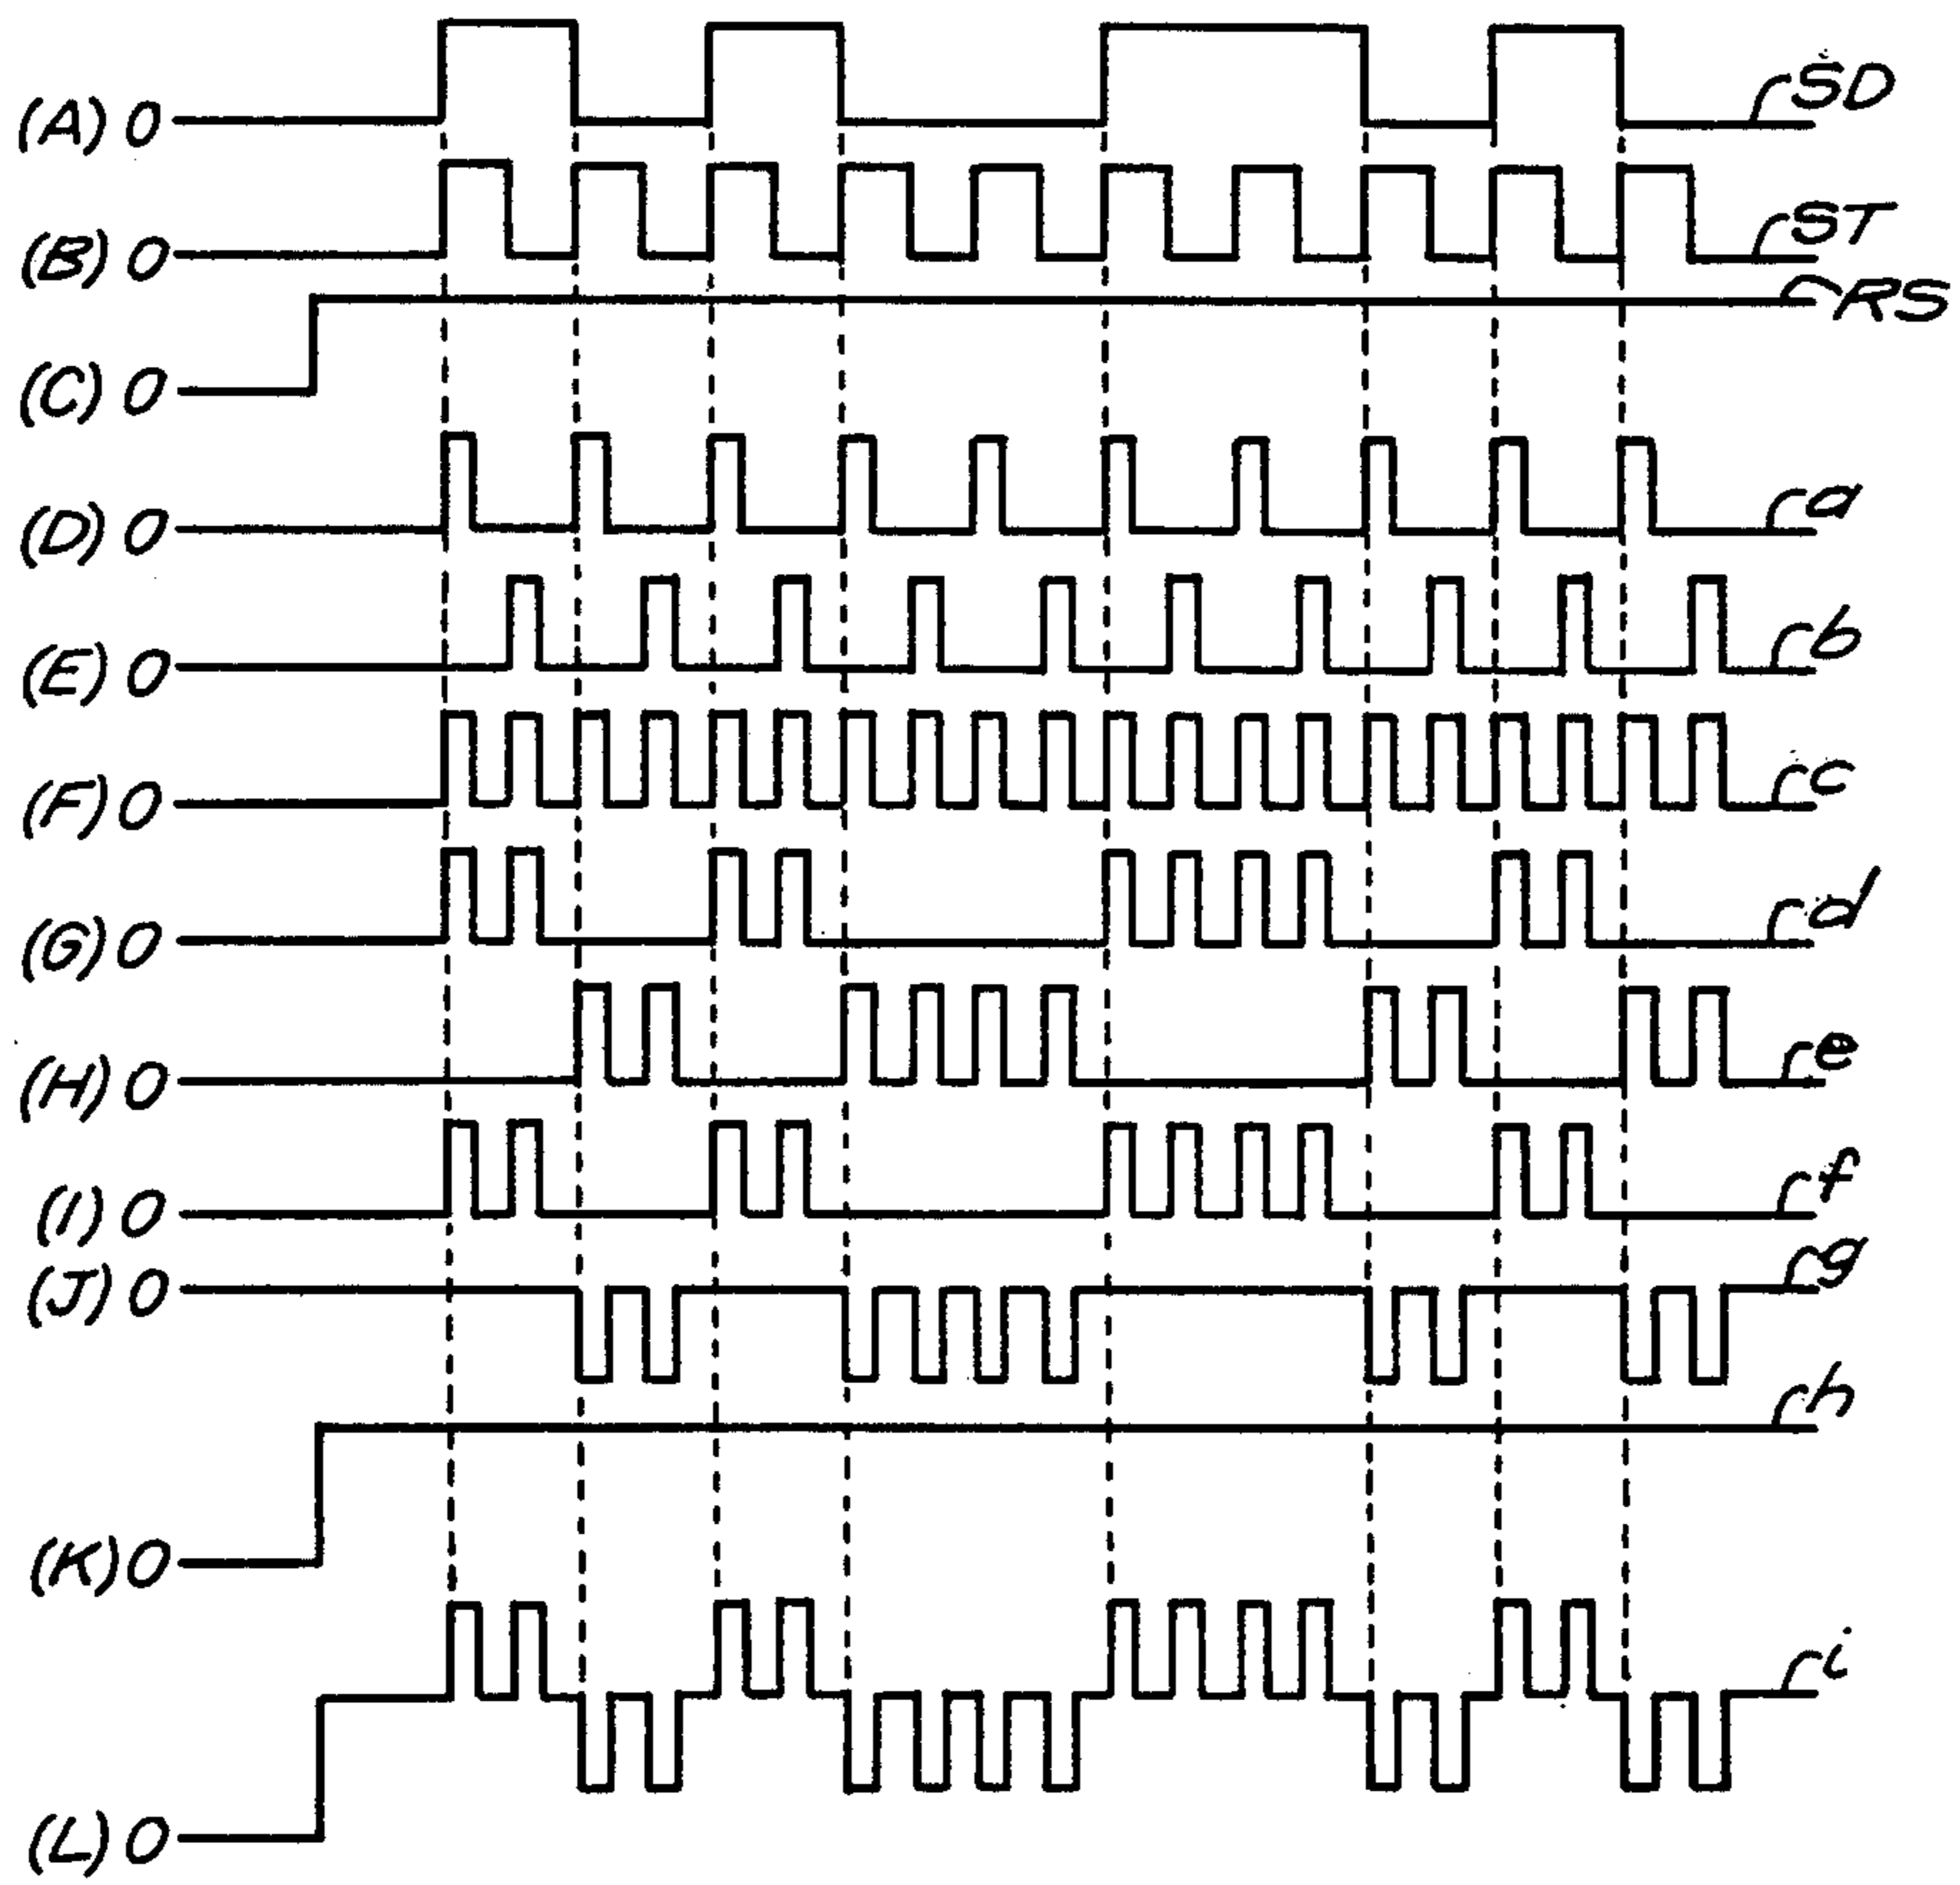 (A) 0 SD
(B) 0 ST
(C) 0 RS
(D) 0 a
(E) 0 b
(F) 0 c
(G) 0 d
(H) 0 e
(I) 0 f
(J) 0 g
(K) 0 h
(L) 0 i